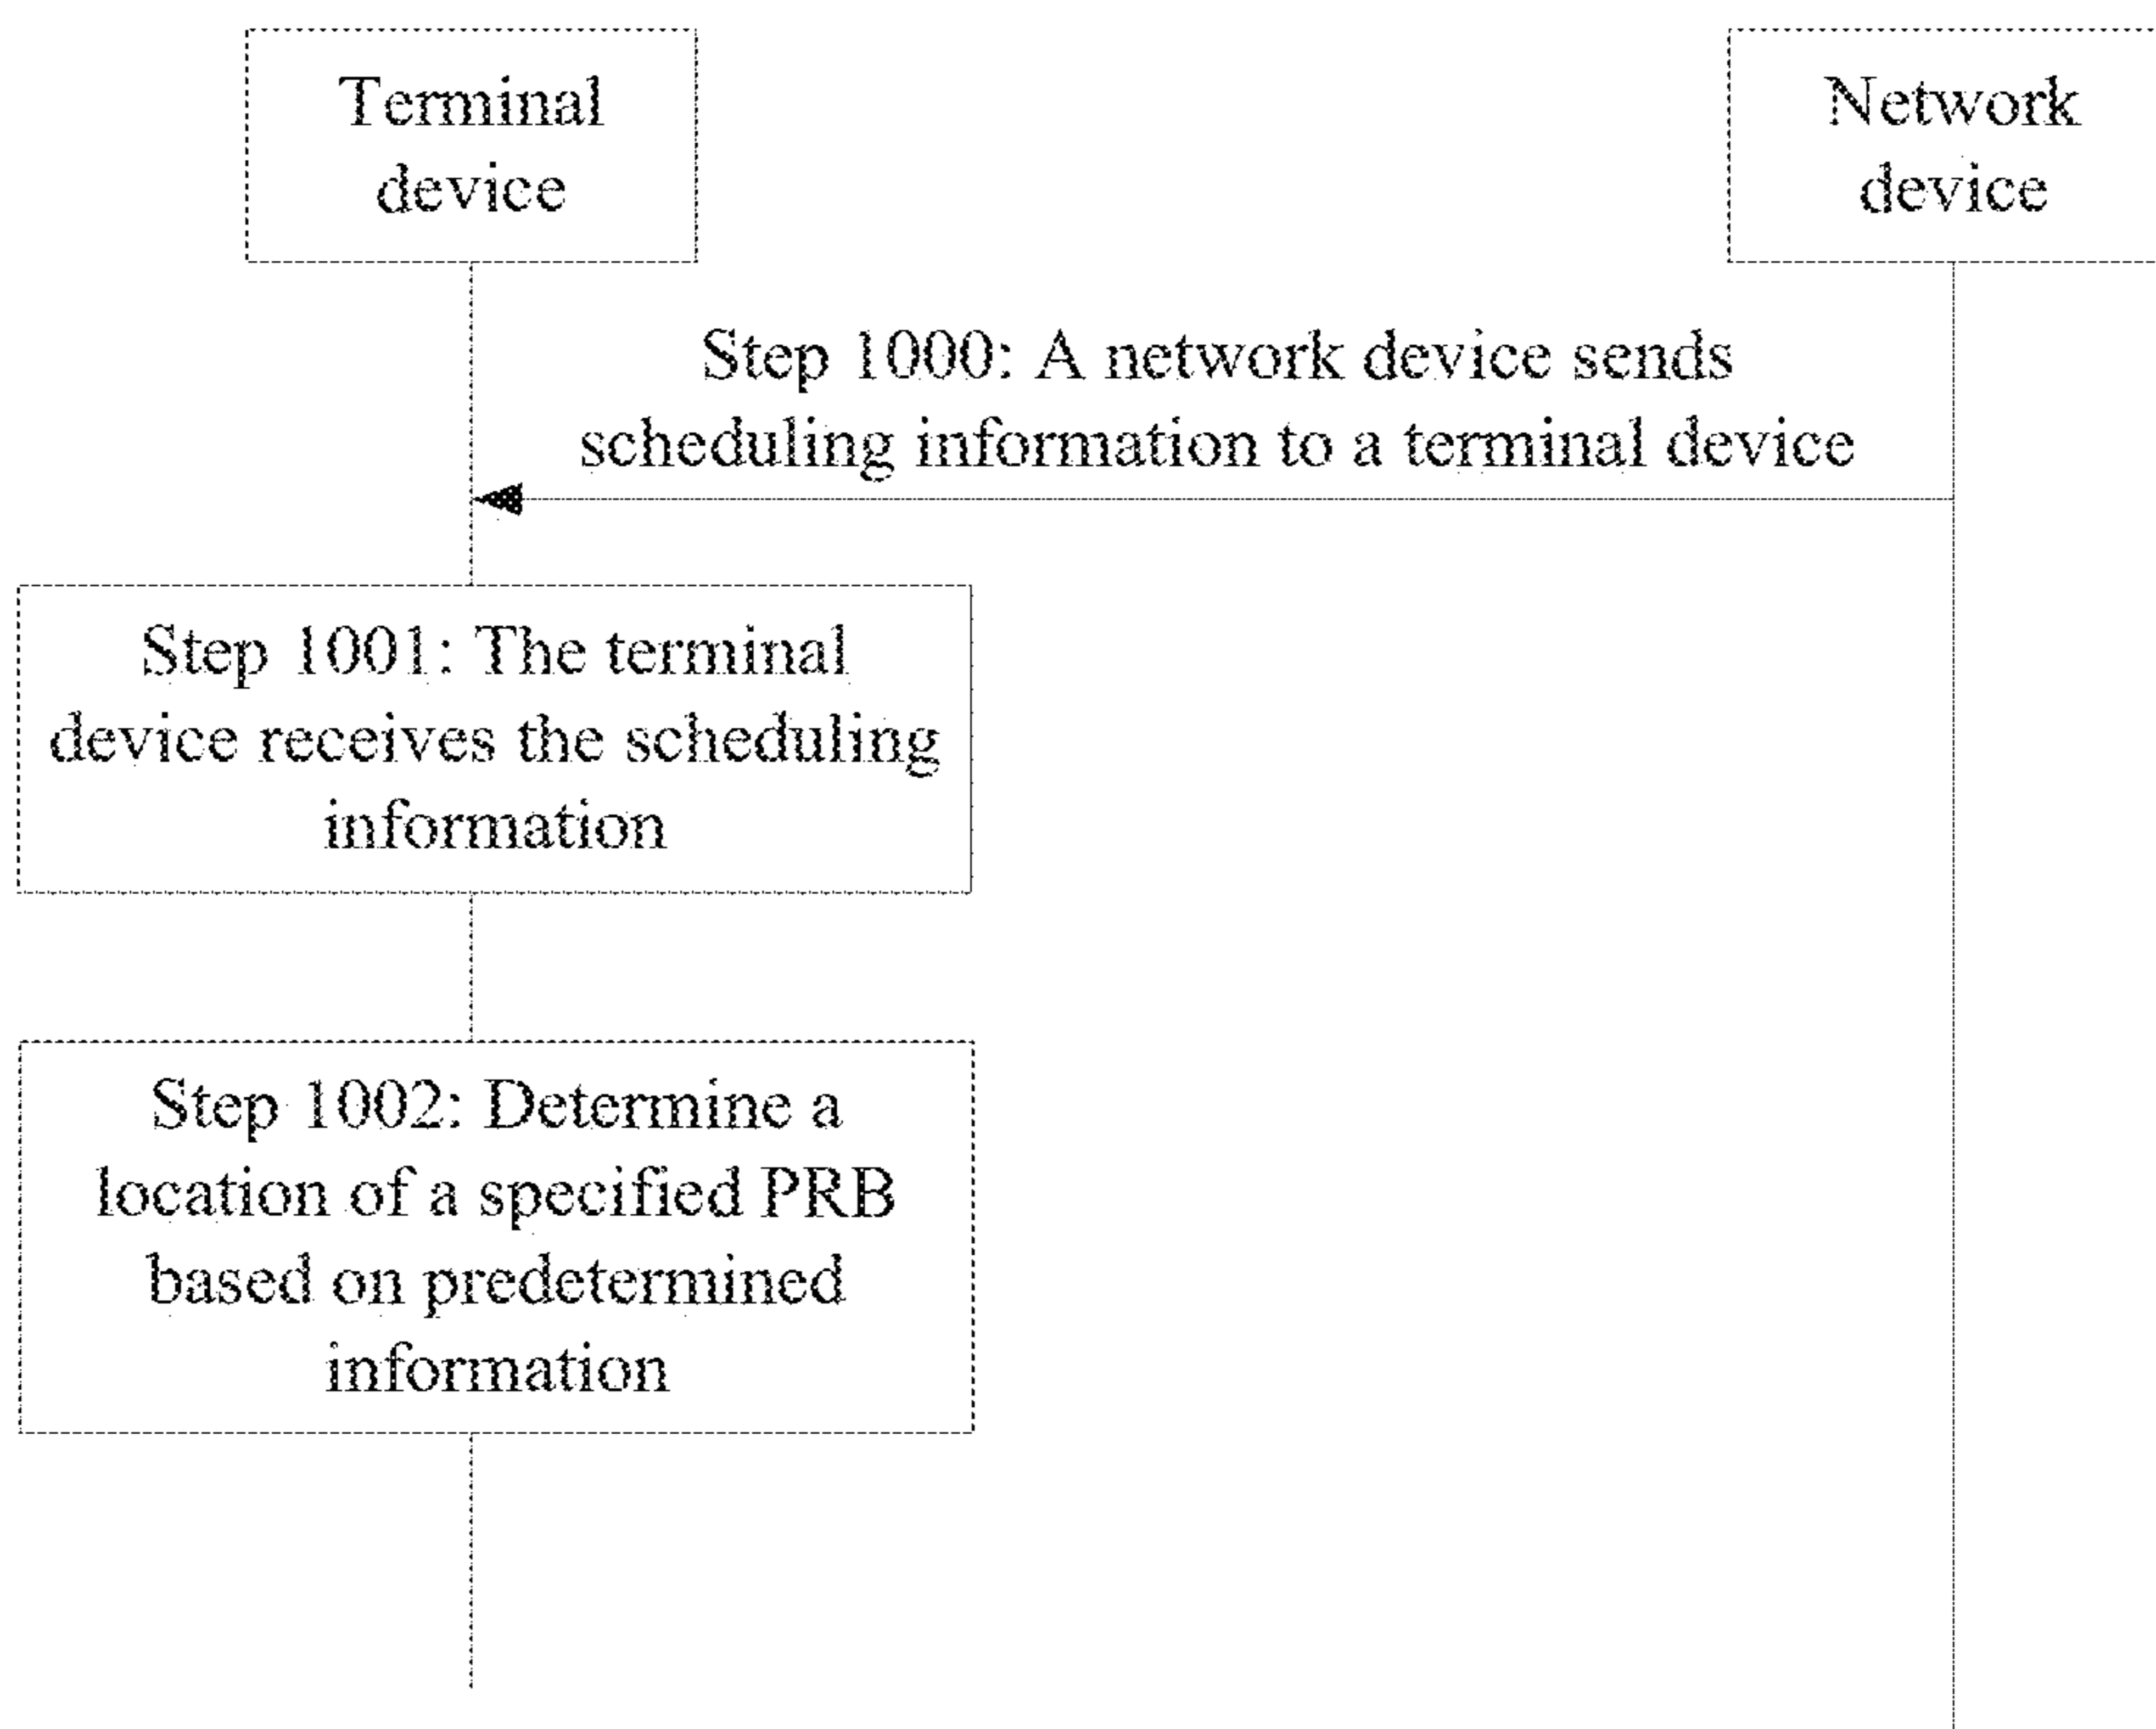 Terminal
device
Network
device
Step 1000: A network device sends
scheduling information to a terminal device
Step 1001: The terminal
device receives the scheduling
information
Step 1002: Determine a
location of a specified PRB
based on predetermined
information